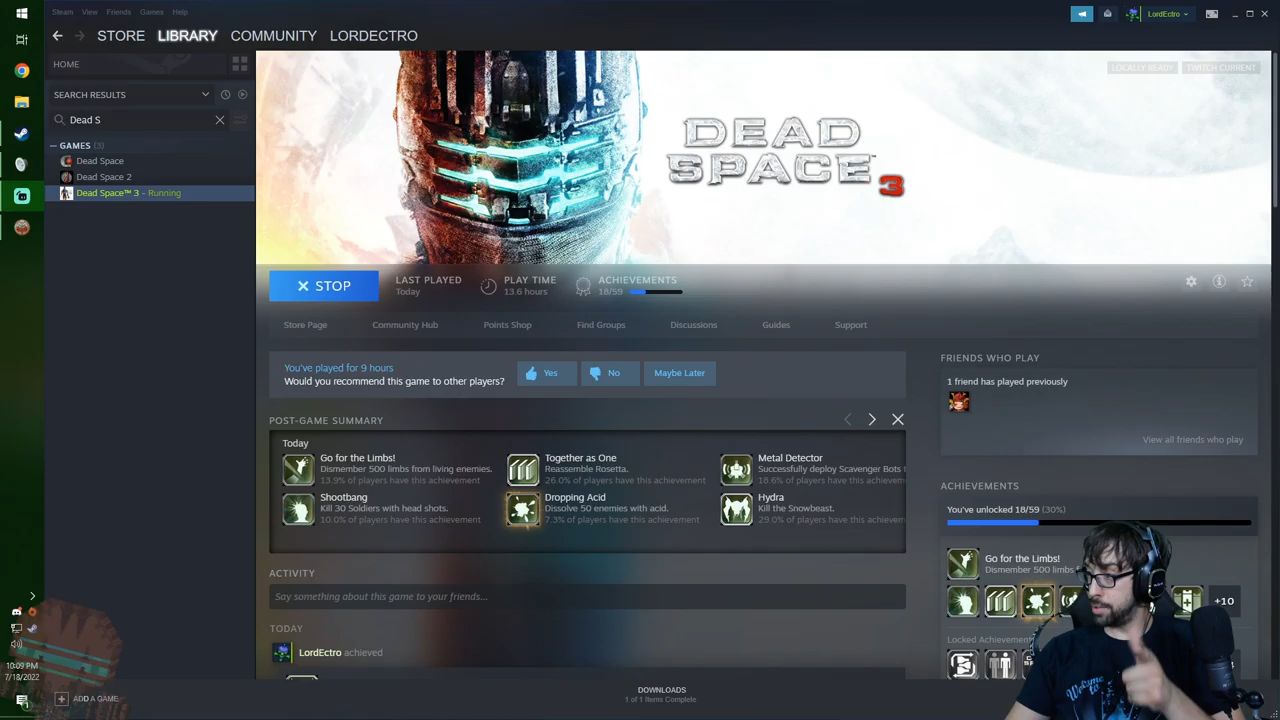 Steam View Friends Games Help
LordEctro
STORE LIBRARY COMMUNITY LORDECTRO
HOME
LOCALLY READY TWITCH CURRENT
SEARCH RESULTS
Dead S
GAMES (3)
Dead Space
Dead Space 2
Dead Space™ 3 - Running
DEAD
SPACE™ 3
STOP
LAST PLAYED
Today
PLAY TIME
13.6 hours
ACHIEVEMENTS
18/59
Store Page Community Hub Points Shop Find Groups Discussions Guides Support
You've played for 9 hours
Would you recommend this game to other players?
Yes No Maybe Later
FRIENDS WHO PLAY
1 friend has played previously
View all friends who play
POST-GAME SUMMARY
Today
Go for the Limbs!
Dismember 500 limbs from living enemies.
13.9% of players have this achievement
Together as One
Reassemble Rosetta.
26.0% of players have this achievement
Metal Detector
Successfully deploy Scavenger Bots t
18.6% of players have this achievem
Shootbang
Kill 30 Soldiers with head shots.
10.0% of players have this achievement
Dropping Acid
Dissolve 50 enemies with acid.
7.3% of players have this achievement
Hydra
Kill the Snowbeast.
29.0% of players have this achievem
ACHIEVEMENTS
You've unlocked 18/59 (30%)
Go for the Limbs!
Dismember 500 limbs
+10
Locked Achievement
ACTIVITY
Say something about this game to your friends...
TODAY
LordEctro achieved
10:09 PM
7/18/2022
ADD A GAME
DOWNLOADS
1 of 1 Items Complete
Welcome